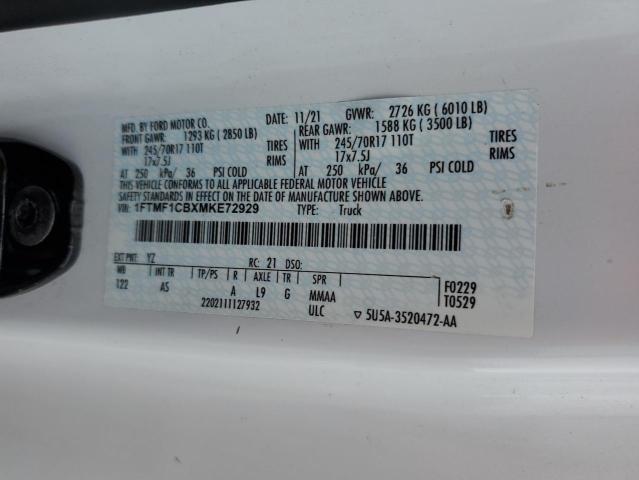 MFD. BY FORD MOTOR CO. DATE: 11/21 GVWR: 2726 KG ( 6010 LB)
FRONT GAWR: 1293 KG ( 2850 LB) REAR GAWR: 1588 KG ( 3500 LB)
WITH 245/70R17 110T TIRES WITH 245/70R17 110T TIRES
17x7.5J RIMS 17x7.5J RIMS
AT 250 kPa/ 36 PSI COLD AT 250 kPa/ 36 PSI COLD
THIS VEHICLE CONFORMS TO ALL APPLICABLE FEDERAL MOTOR VEHICLE
SAFETY STANDARDS IN EFFECT ON THE DATE OF MANUFACTURE SHOWN ABOVE.
VIN: 1FTMF1CBXMKE72929 TYPE: Truck
EXT PNT: YZ RC: 21 DSO:
WB INT TR TP/PS R AXLE TR SPR F0229
122 AS A L9 G MMAA T0529
2202111127932 ULC 5U5A-3520472-AA